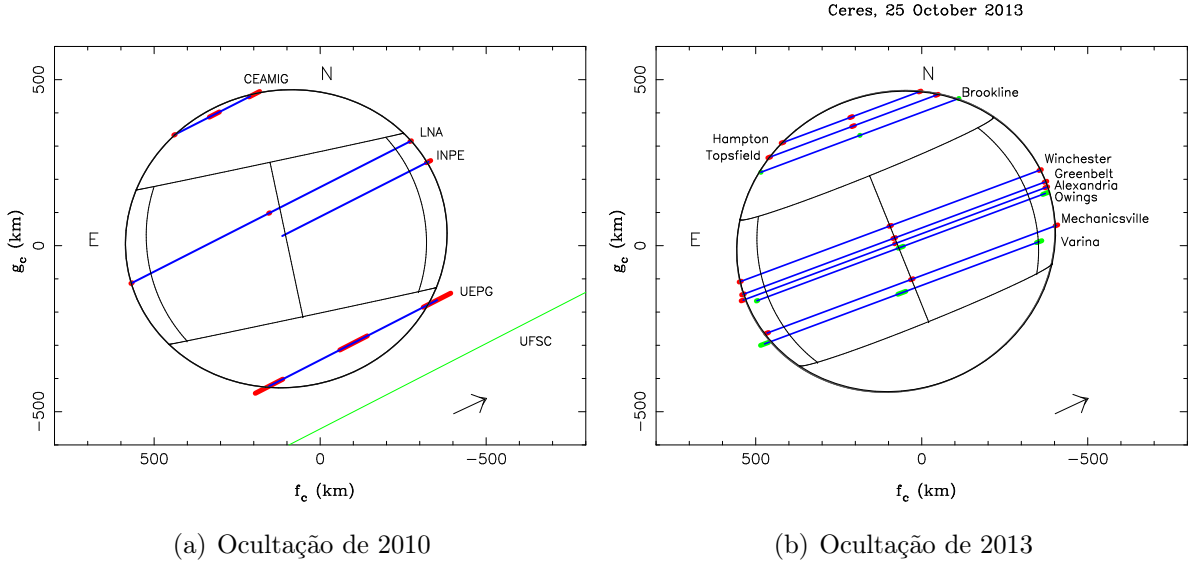 Ceres, 25 October 2013
500
0
−500
g_c (km)
N
E
CEAMIG
LNA
INPE
UEPG
UFSC
500 0 −500
f_c (km)
500
0
−500
g_c (km)
N
E
Brookline
Hampton
Topsfield
Winchester
Greenbelt
Alexandria
Owings
Mechanicsville
Varina
500 0 −500
f_c (km)
(a) Ocultação de 2010
(b) Ocultação de 2013